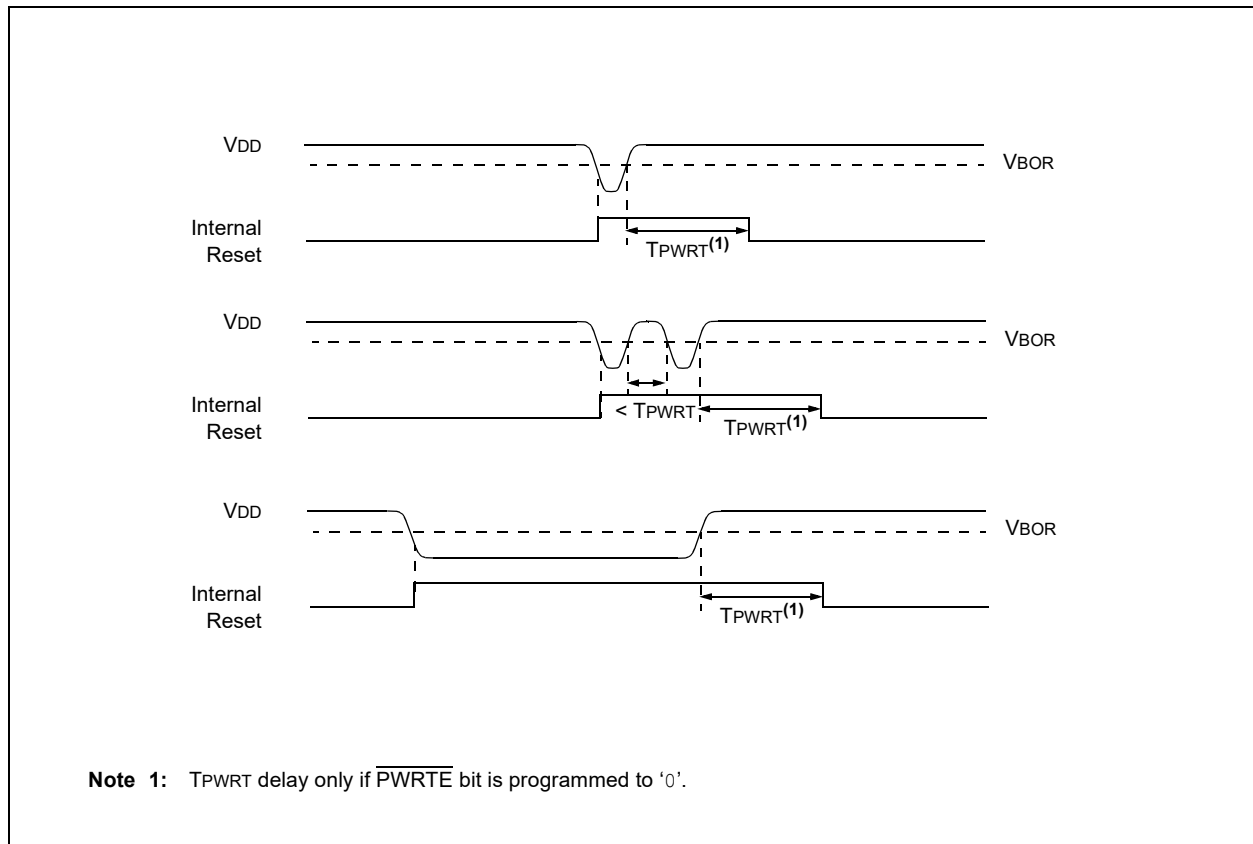 VDD
VBOR
Internal
Reset
TPWRT(1)
VDD
VBOR
Internal
Reset
< TPWRT
TPWRT(1)
VDD
VBOR
Internal
Reset
TPWRT(1)
Note 1: TPWRT delay only if PWRTE bit is programmed to ‘0’.